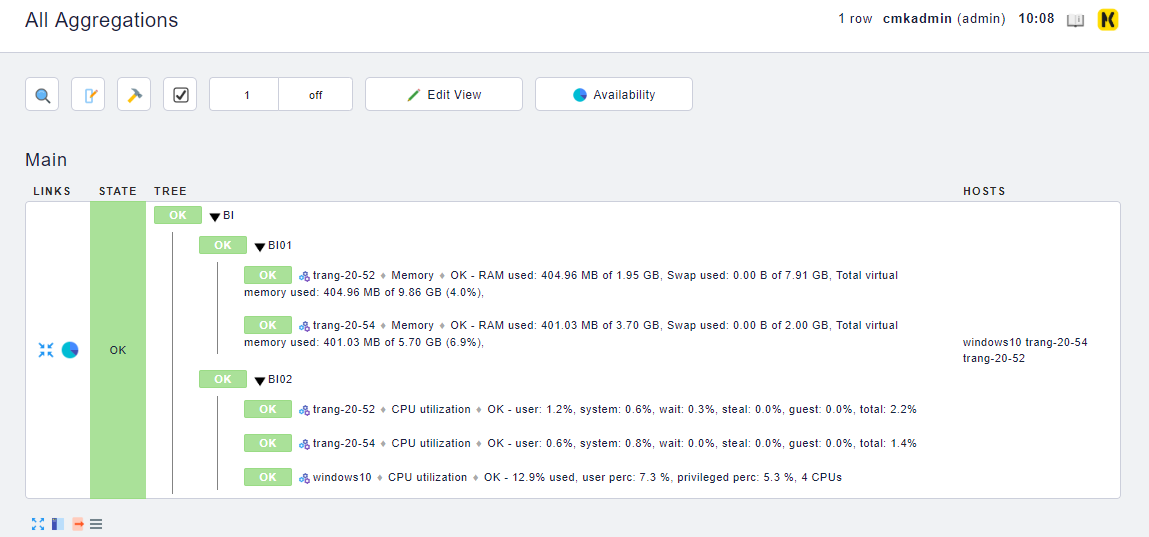 All Aggregations
1 row cmkadmin (admin) 10:08
1 off Edit View Availability
Main
LINKS STATE TREE HOSTS
OK BI
OK BI01
OK trang-20-52 ♦ Memory ♦ OK - RAM used: 404.96 MB of 1.95 GB, Swap used: 0.00 B of 7.91 GB, Total virtual
memory used: 404.96 MB of 9.86 GB (4.0%),
OK trang-20-54 ♦ Memory ♦ OK - RAM used: 401.03 MB of 3.70 GB, Swap used: 0.00 B of 2.00 GB, Total virtual
memory used: 401.03 MB of 5.70 GB (6.9%),
OK
windows10 trang-20-54
trang-20-52
OK BI02
OK trang-20-52 ♦ CPU utilization ♦ OK - user: 1.2%, system: 0.6%, wait: 0.3%, steal: 0.0%, guest: 0.0%, total: 2.2%
OK trang-20-54 ♦ CPU utilization ♦ OK - user: 0.6%, system: 0.8%, wait: 0.0%, steal: 0.0%, guest: 0.0%, total: 1.4%
OK windows10 ♦ CPU utilization ♦ OK - 12.9% used, user perc: 7.3 %, privileged perc: 5.3 %, 4 CPUs